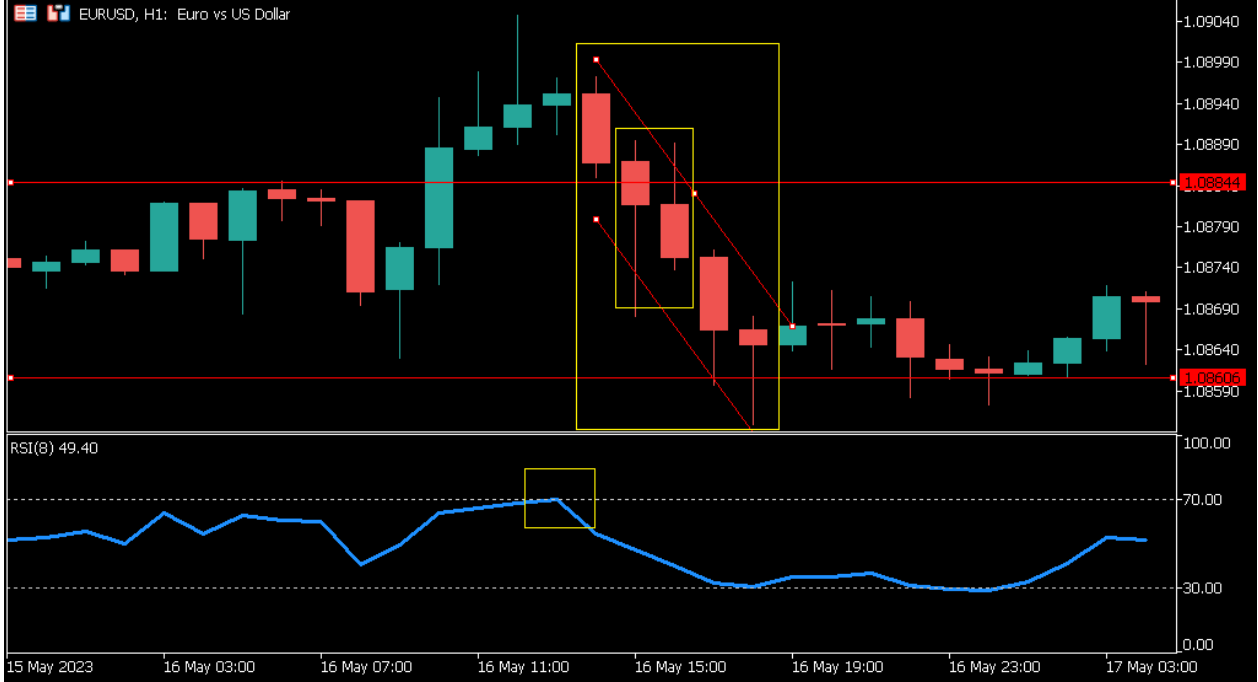 EURUSD, H1: Euro vs US Dollar
1.09040
1.08990
1.08940
1.08890
1.08844
1.08790
1.08740
1.08690
1.08640
1.08606
1.08590
RSI(8) 49.40
100.00
70.00
30.00
0.00
15 May 2023
16 May 03:00
16 May 07:00
16 May 11:00
16 May 15:00
16 May 19:00
16 May 23:00
17 May 03:00